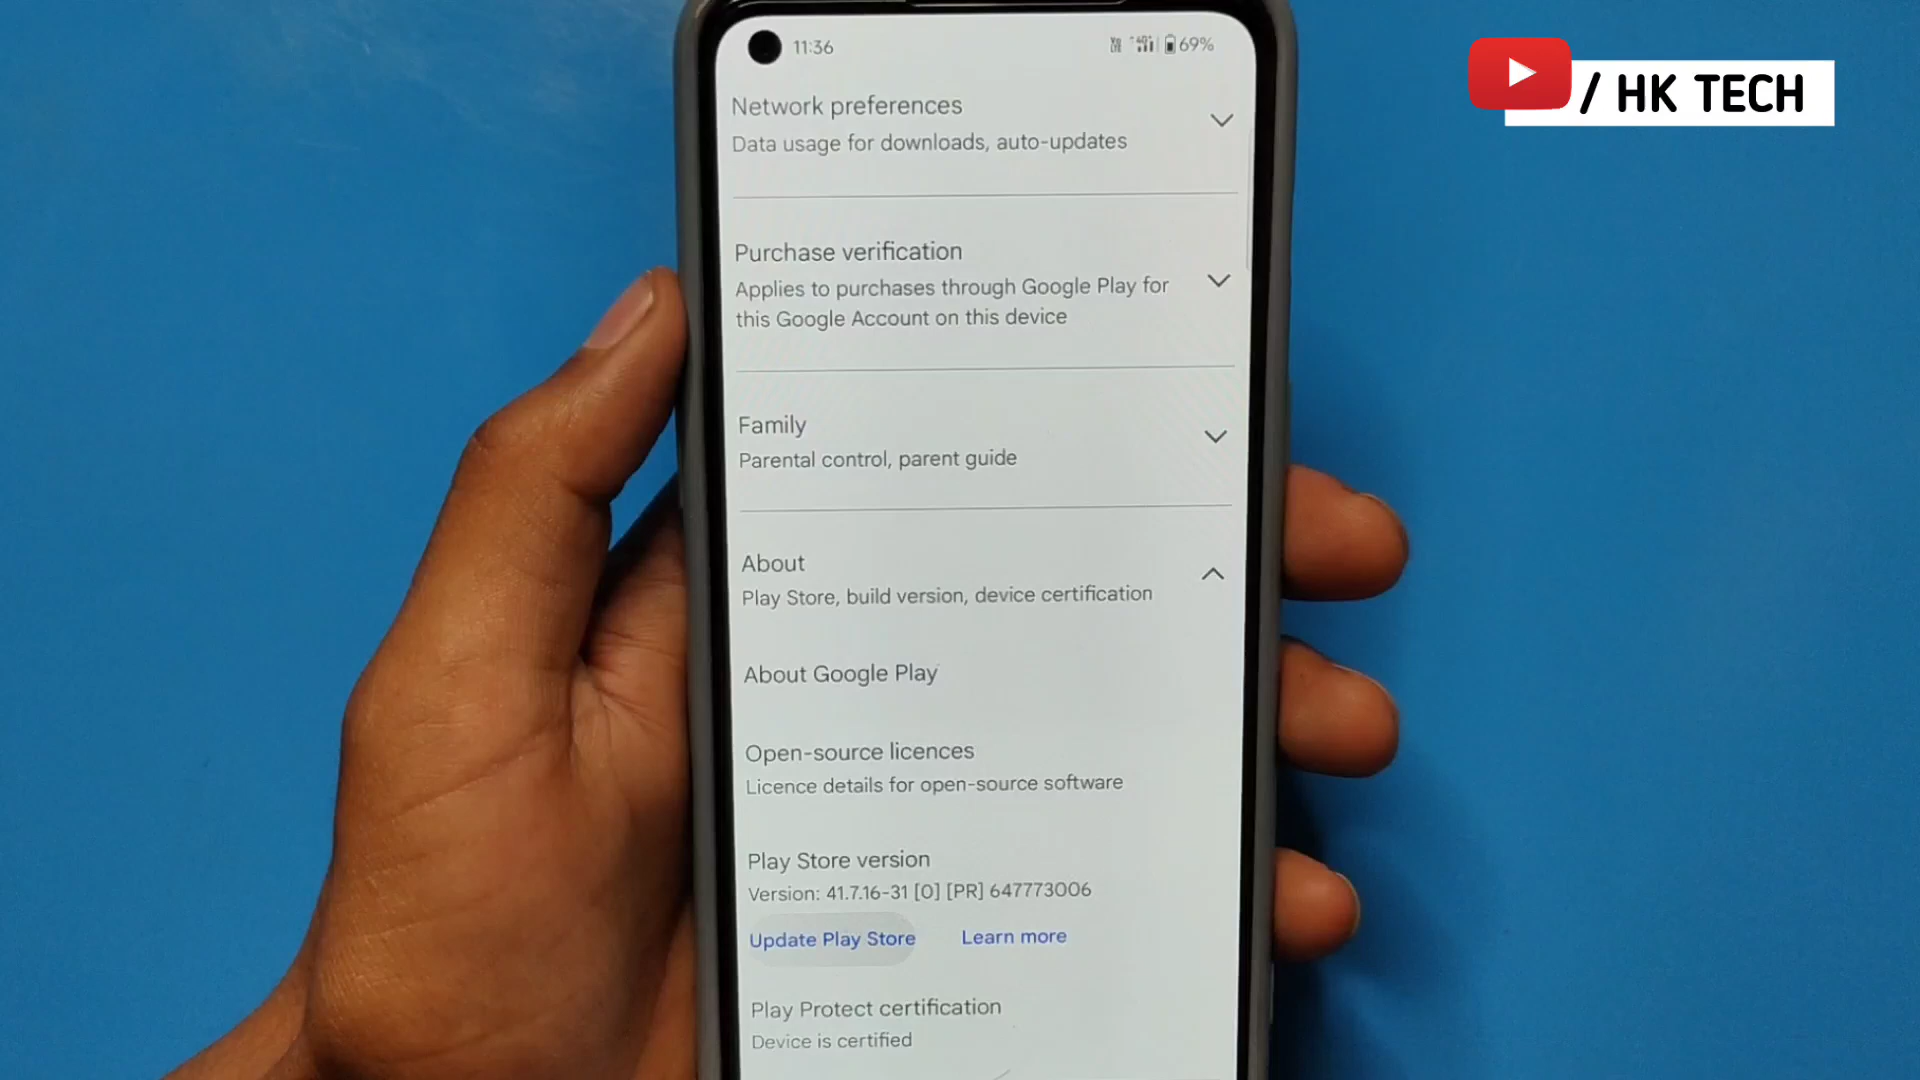 11:36
69%
/ HK TECH
Network preferences
Data usage for downloads, auto-updates
Purchase verification
Applies to purchases through Google Play for
this Google Account on this device
Family
Parental control, parent guide
About
Play Store, build version, device certification
About Google Play
Open-source licences
Licence details for open-source software
Play Store version
Version: 41.7.16-31 [0] [PR] 647773006
Update Play Store
Learn more
Play Protect certification
Device is certified